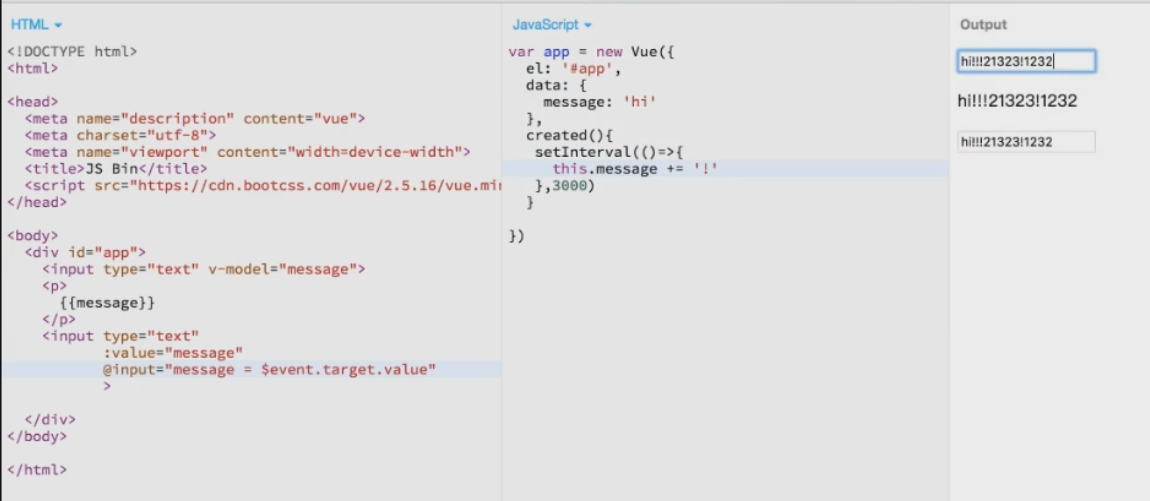 HTML
<!DOCTYPE html>
<html>
<head>
<meta name="description" content="vue">
<meta charset="utf-8">
<meta name="viewport" content="width=device-width">
<title>JS Bin</title>
<script src="https://cdn.bootcss.com/vue/2.5.16/vue.mi
</head>
<body>
<div id="app">
<input type="text" v-model="message">
<p>
{{message}}
</p>
<input type="text"
:value="message"
@input="message = $event.target.value"
>
</div>
</body>
</html>
JavaScript
var app = new Vue({
el: '#app',
data: {
message: 'hi'
},
created(){
setInterval(()=>{
this.message += '!'
},3000)
}
})
Output
hi!!!21323!1232
hi!!!21323!1232
hi!!!21323!1232